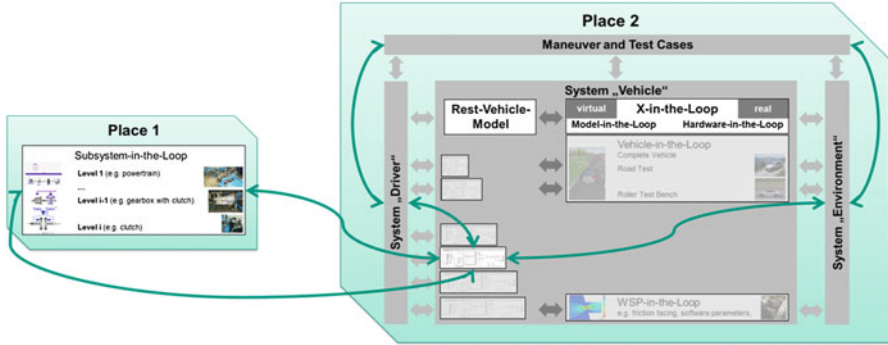 Place 2
Maneuver and Test Cases
System „Vehicle“
Rest-Vehicle-
Model
virtual X-in-the-Loop real
Model-in-the-Loop Hardware-in-the-Loop
Vehicle-in-the-Loop
Complete Vehicle
Road Test
Roller Test Bench
WSP-in-the-Loop
e.g. friction facing, software parameters,
System „Driver“
System „Environment“
Place 1
Subsystem-in-the-Loop
Level 1 (e.g. powertrain)
...
Level i-1 (e.g. gearbox with clutch)
Level i (e.g. clutch)